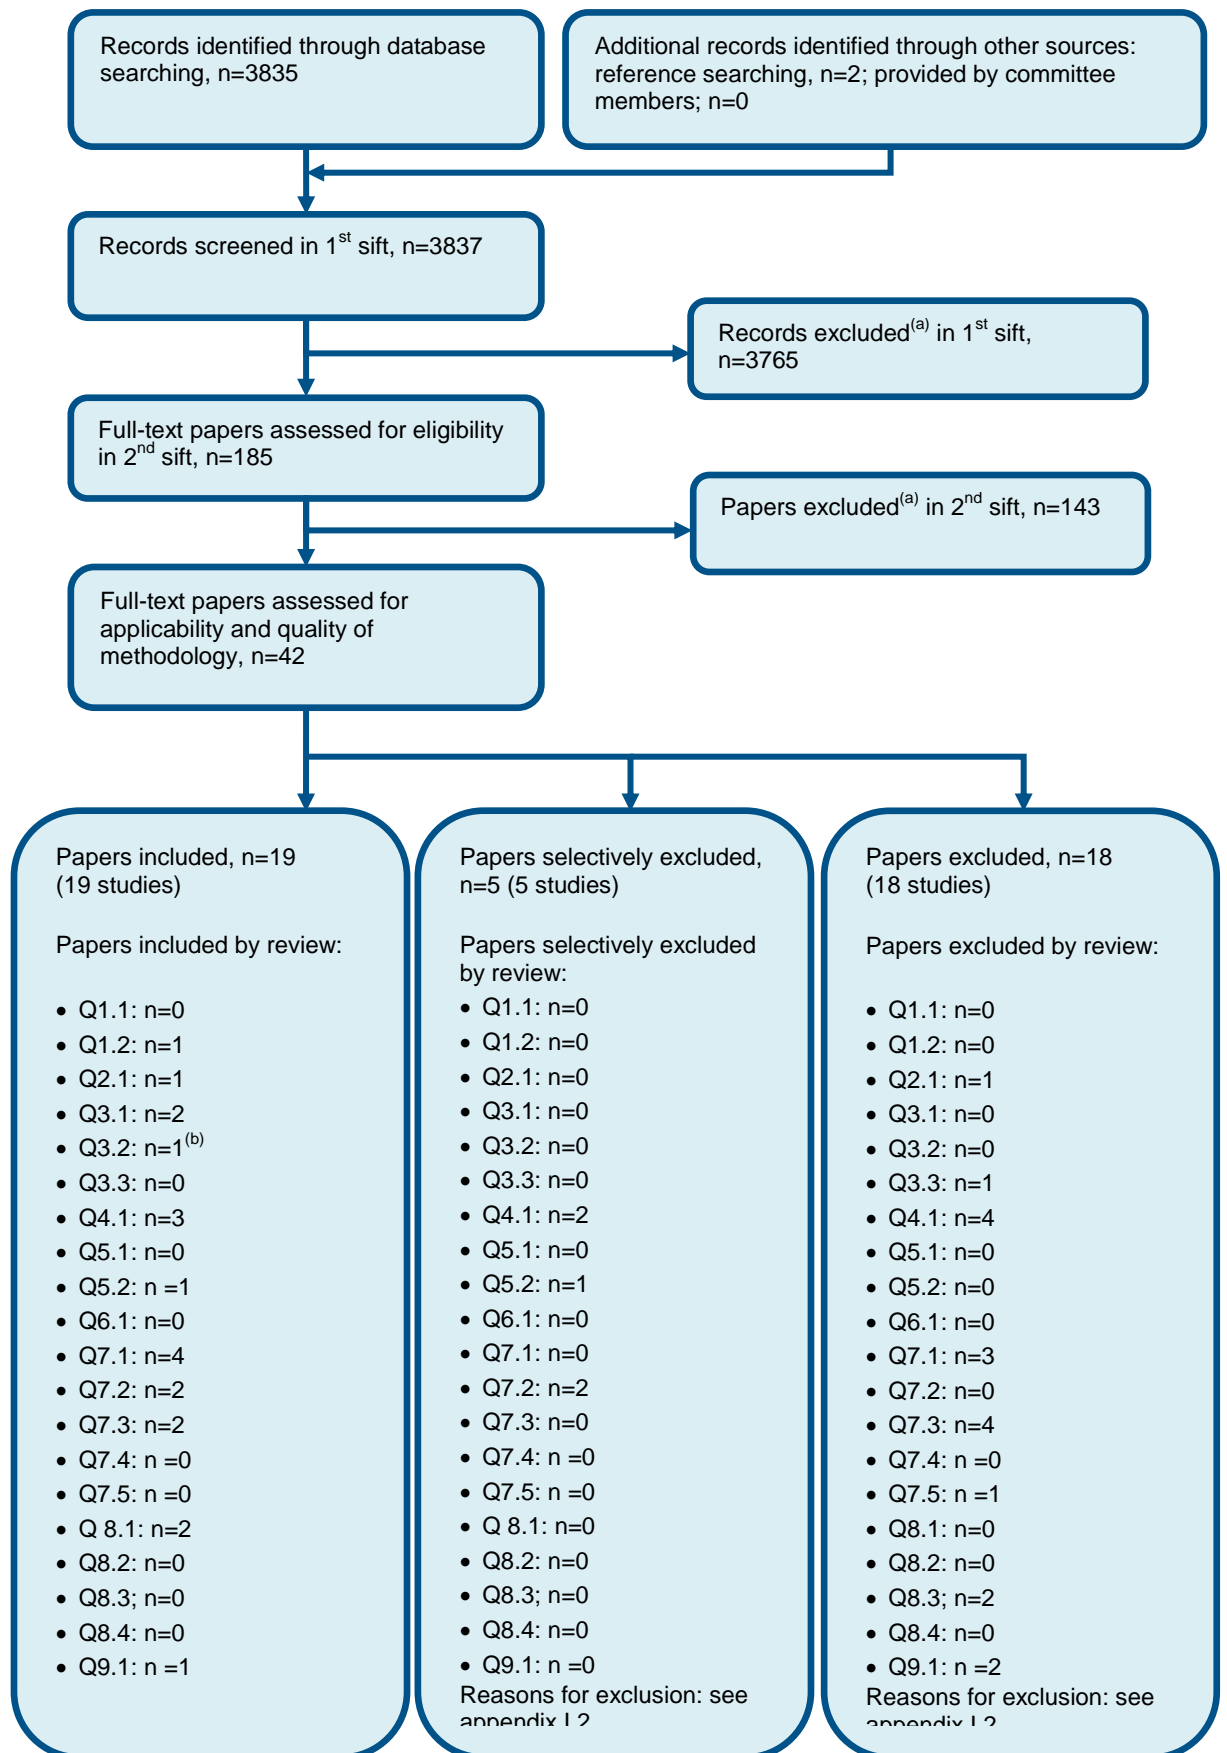 Records identified through database
searching, n=3835
Additional records identified through other sources:
reference searching, n=2; provided by committee
members; n=0
Records screened in 1st sift, n=3837
Records excluded(a) in 1st sift,
n=3765
Full-text papers assessed for eligibility
in 2nd sift, n=185
Papers excluded(a) in 2nd sift, n=143
Full-text papers assessed for
applicability and quality of
methodology, n=42
Papers included, n=19
(19 studies)
Papers included by review:
• Q1.1: n=0
• Q1.2: n=1
• Q2.1: n=1
• Q3.1: n=2
• Q3.2: n=1(b)
• Q3.3: n=0
• Q4.1: n=3
• Q5.1: n=0
• Q5.2: n =1
• Q6.1: n=0
• Q7.1: n=4
• Q7.2: n=2
• Q7.3: n=2
• Q7.4: n =0
• Q7.5: n =0
• Q 8.1: n=2
• Q8.2: n=0
• Q8.3; n=0
• Q8.4: n=0
• Q9.1: n =1
Papers selectively excluded,
n=5 (5 studies)
Papers selectively excluded
by review:
• Q1.1: n=0
• Q1.2: n=0
• Q2.1: n=0
• Q3.1: n=0
• Q3.2: n=0
• Q3.3: n=0
• Q4.1: n=2
• Q5.1: n=0
• Q5.2: n=1
• Q6.1: n=0
• Q7.1: n=0
• Q7.2: n=2
• Q7.3: n=0
• Q7.4: n =0
• Q7.5: n =0
• Q 8.1: n=0
• Q8.2: n=0
• Q8.3; n=0
• Q8.4: n=0
• Q9.1: n =0
Reasons for exclusion: see
appendix
Papers excluded, n=18
(18 studies)
Papers excluded by review:
• Q1.1: n=0
• Q1.2: n=0
• Q2.1: n=1
• Q3.1: n=0
• Q3.2: n=0
• Q3.3: n=1
• Q4.1: n=4
• Q5.1: n=0
• Q5.2: n=0
• Q6.1: n=0
• Q7.1: n=3
• Q7.2: n=0
• Q7.3: n=4
• Q7.4: n =0
• Q7.5: n =1
• Q8.1: n=0
• Q8.2: n=0
• Q8.3; n=2
• Q8.4: n=0
• Q9.1: n =2
Reasons for exclusion: see
appendix